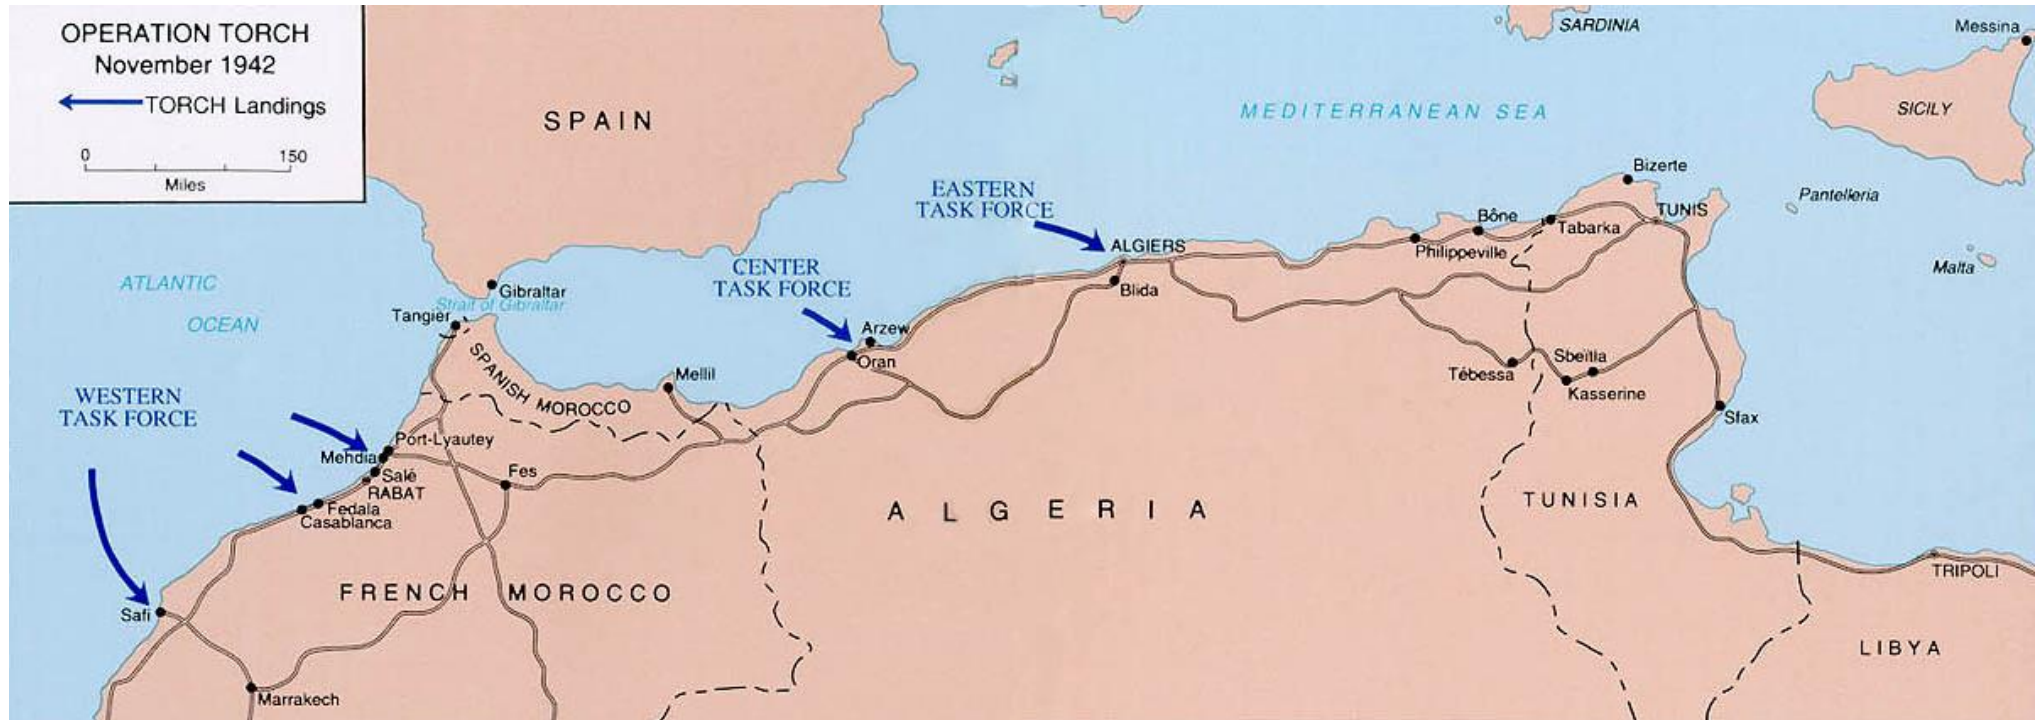 OPERATION TORCH
November 1942
TORCH Landings
0 150
Miles
SARDINIA
Messina
SPAIN
MEDITERRANEAN SEA
SICILY
Bizerte
EASTERN
TASK FORCE
Pantelleria
Bône
TUNIS
Tabarka
ALGIERS
Philippeville
CENTER
TASK FORCE
Malta
ATLANTIC
OCEAN
Gibraltar
Strait of Gibraltar
Blida
Tangier
Arzew
Oran
SPANISH MOROCCO
Mellil
Sbeïtla
Tébessa
Kasserine
WESTERN
TASK FORCE
Sfax
Port-Lyautey
Mehdia
Salé
RABAT
Fes
Fedala
Casablanca
ALGERIA
TUNISIA
TRIPOLI
FRENCH MOROCCO
Safi
LIBYA
Marrakech